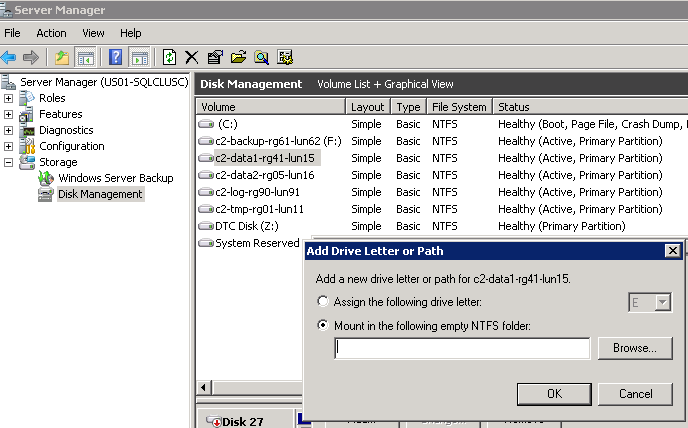 Server Manager
File Action View Help
Server Manager (US01-SQLCLUSC)
Roles
Features
Diagnostics
Configuration
Storage
Windows Server Backup
Disk Management
Disk Management Volume List + Graphical View
Volume Layout Type File System Status
(C:) Simple Basic NTFS Healthy (Boot, Page File, Crash Dump,
c2-backup-rg61-lun62 (F:) Simple Basic NTFS Healthy (Active, Primary Partition)
c2-data1-rg41-lun15 Simple Basic NTFS Healthy (Active, Primary Partition)
c2-data2-rg05-lun16 Simple Basic NTFS Healthy (Active, Primary Partition)
c2-log-rg90-lun91 Simple Basic NTFS Healthy (Active, Primary Partition)
c2-tmp-rg01-lun11 Simple Basic NTFS Healthy (Active, Primary Partition)
DTC Disk (Z:) Simple Basic NTFS Healthy (Primary Partition)
System Reserved
Add Drive Letter or Path
Add a new drive letter or path for c2-data1-rg41-lun15.
Assign the following drive letter: E
Mount in the following empty NTFS folder:
Browse...
OK Cancel
Disk 27